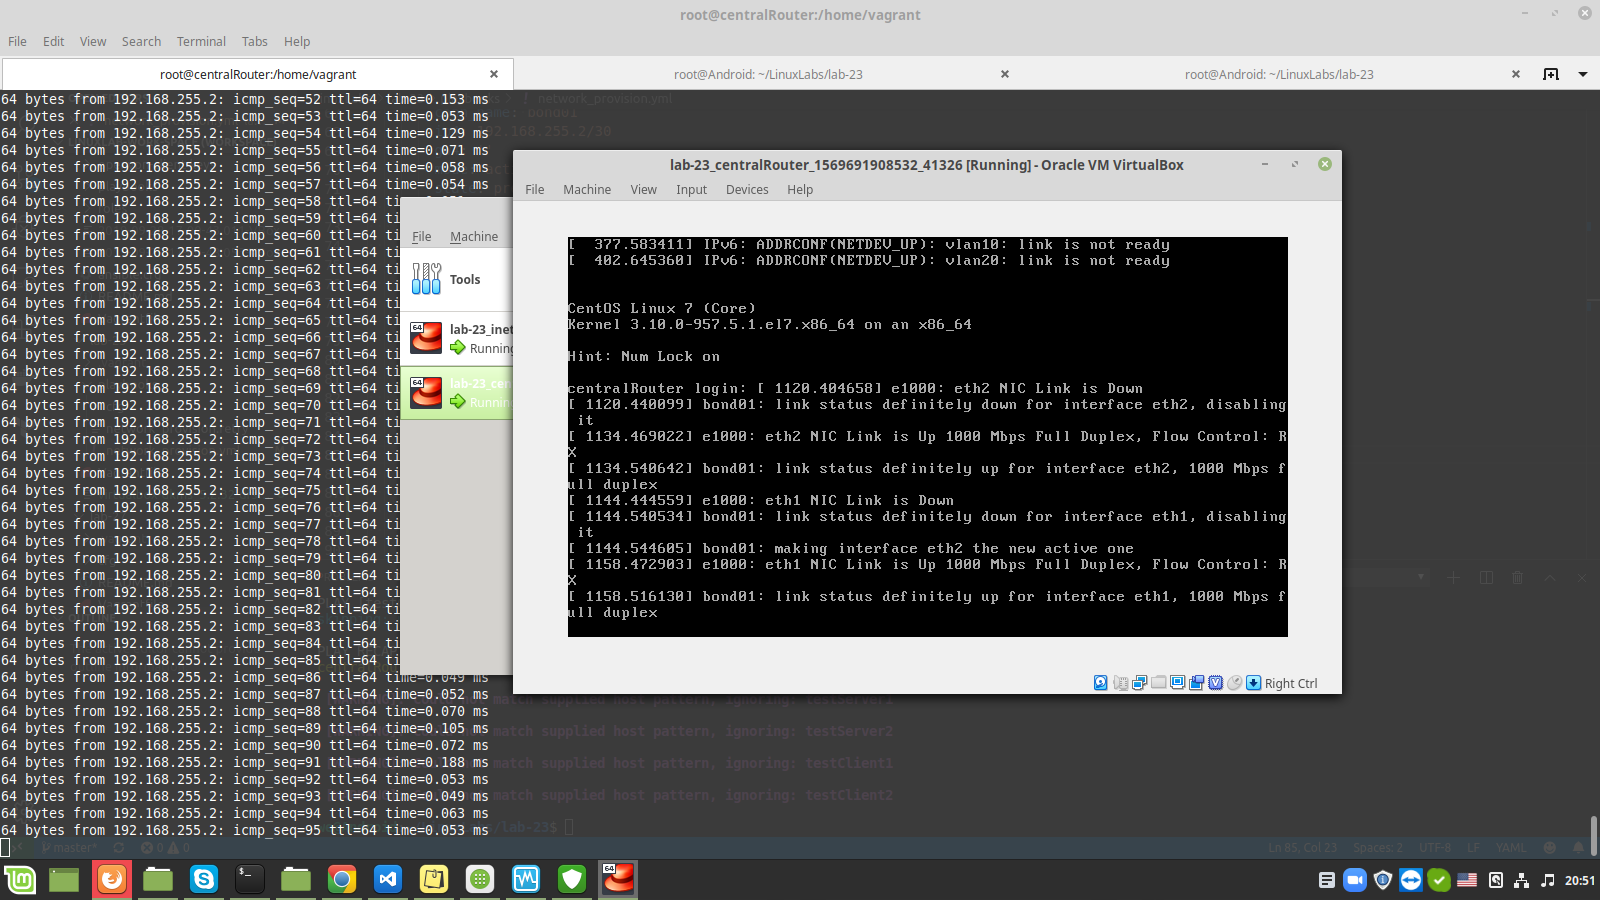 root@centralRouter:/home/vagrant
File Edit View Search Terminal Tabs Help
root@centralRouter:/home/vagrant
root@Android: ~/LinuxLabs/lab-23
root@Android: ~/LinuxLabs/lab-23
64 bytes from 192.168.255.2: icmp_seq=52 ttl=64 time=0.153 ms
64 bytes from 192.168.255.2: icmp_seq=53 ttl=64 time=0.053 ms
64 bytes from 192.168.255.2: icmp_seq=54 ttl=64 time=0.129 ms
64 bytes from 192.168.255.2: icmp_seq=55 ttl=64 time=0.071 ms
64 bytes from 192.168.255.2: icmp_seq=56 ttl=64 time=0.058 ms
64 bytes from 192.168.255.2: icmp_seq=57 ttl=64 time=0.054 ms
64 bytes from 192.168.255.2: icmp_seq=58 ttl=64
64 bytes from 192.168.255.2: icmp_seq=59 ttl=64 ti
64 bytes from 192.168.255.2: icmp_seq=60 ttl=64 ti
64 bytes from 192.168.255.2: icmp_seq=61 ttl=64 ti
64 bytes from 192.168.255.2: icmp_seq=62 ttl=64 ti
64 bytes from 192.168.255.2: icmp_seq=63 ttl=64 ti
64 bytes from 192.168.255.2: icmp_seq=64 ttl=64 ti
64 bytes from 192.168.255.2: icmp_seq=65 ttl=64 ti
64 bytes from 192.168.255.2: icmp_seq=66 ttl=64 ti
64 bytes from 192.168.255.2: icmp_seq=67 ttl=64 ti
64 bytes from 192.168.255.2: icmp_seq=68 ttl=64 ti
64 bytes from 192.168.255.2: icmp_seq=69 ttl=64 ti
64 bytes from 192.168.255.2: icmp_seq=70 ttl=64 ti
64 bytes from 192.168.255.2: icmp_seq=71 ttl=64 ti
64 bytes from 192.168.255.2: icmp_seq=72 ttl=64 ti
64 bytes from 192.168.255.2: icmp_seq=73 ttl=64 ti
64 bytes from 192.168.255.2: icmp_seq=74 ttl=64 ti
64 bytes from 192.168.255.2: icmp_seq=75 ttl=64 ti
64 bytes from 192.168.255.2: icmp_seq=76 ttl=64 ti
64 bytes from 192.168.255.2: icmp_seq=77 ttl=64 ti
64 bytes from 192.168.255.2: icmp_seq=78 ttl=64 ti
64 bytes from 192.168.255.2: icmp_seq=79 ttl=64 ti
64 bytes from 192.168.255.2: icmp_seq=80 ttl=64 ti
64 bytes from 192.168.255.2: icmp_seq=81 ttl=64 ti
64 bytes from 192.168.255.2: icmp_seq=82 ttl=64 ti
64 bytes from 192.168.255.2: icmp_seq=83 ttl=64 ti
64 bytes from 192.168.255.2: icmp_seq=84 ttl=64 ti
64 bytes from 192.168.255.2: icmp_seq=85 ttl=64 ti
64 bytes from 192.168.255.2: icmp_seq=86 ttl=64 time=0.049 ms
64 bytes from 192.168.255.2: icmp_seq=87 ttl=64 time=0.052 ms
64 bytes from 192.168.255.2: icmp_seq=88 ttl=64 time=0.070 ms
64 bytes from 192.168.255.2: icmp_seq=89 ttl=64 time=0.105 ms
64 bytes from 192.168.255.2: icmp_seq=90 ttl=64 time=0.072 ms
64 bytes from 192.168.255.2: icmp_seq=91 ttl=64 time=0.188 ms
64 bytes from 192.168.255.2: icmp_seq=92 ttl=64 time=0.053 ms
64 bytes from 192.168.255.2: icmp_seq=93 ttl=64 time=0.049 ms
64 bytes from 192.168.255.2: icmp_seq=94 ttl=64 time=0.063 ms
64 bytes from 192.168.255.2: icmp_seq=95 ttl=64 time=0.053 ms
network_provision.yml
bond01
.168.255.2/30
match supplied host pattern, ignoring: testServer1
match supplied host pattern, ignoring: testServer2
match supplied host pattern, ignoring: testClient1
match supplied host pattern, ignoring: testClient2
/lab-23$
master* 0 0
Ln 85, Col 23 Spaces: 2 UTF-8 LF YAML
File Machine
Tools
64
lab-23_inet
Running
64
lab-23_cen
Running
lab-23_centralRouter_1569691908532_41326 [Running] - Oracle VM VirtualBox
File Machine View Input Devices Help
[  377.583411] IPv6: ADDRCONF(NETDEV_UP): vlan10: link is not ready
[  402.645360] IPv6: ADDRCONF(NETDEV_UP): vlan20: link is not ready
CentOS Linux 7 (Core)
Kernel 3.10.0-957.5.1.el7.x86_64 on an x86_64
Hint: Num Lock on
centralRouter login: [ 1120.404658] e1000: eth2 NIC Link is Down
[ 1120.440099] bond01: link status definitely down for interface eth2, disabling
it
[ 1134.469022] e1000: eth2 NIC Link is Up 1000 Mbps Full Duplex, Flow Control: R
X
[ 1134.540642] bond01: link status definitely up for interface eth2, 1000 Mbps f
ull duplex
[ 1144.444559] e1000: eth1 NIC Link is Down
[ 1144.540534] bond01: link status definitely down for interface eth1, disabling
it
[ 1144.544605] bond01: making interface eth2 the new active one
[ 1158.472903] e1000: eth1 NIC Link is Up 1000 Mbps Full Duplex, Flow Control: R
X
[ 1158.516130] bond01: link status definitely up for interface eth1, 1000 Mbps f
ull duplex
Right Ctrl
64
20:51